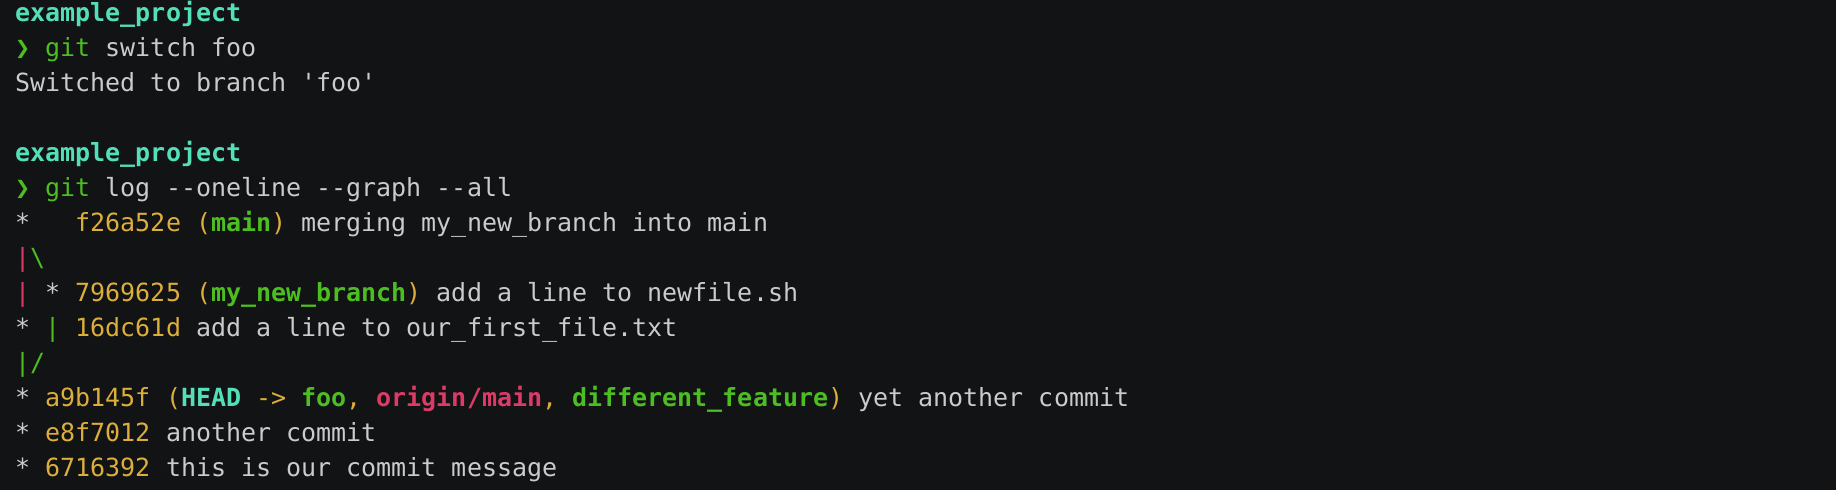 example_project
❯ git switch foo
Switched to branch 'foo'
example_project
❯ git log --oneline --graph --all
*   f26a52e (main) merging my_new_branch into main
|\
| * 7969625 (my_new_branch) add a line to newfile.sh
* | 16dc61d add a line to our_first_file.txt
|/
* a9b145f (HEAD -> foo, origin/main, different_feature) yet another commit
* e8f7012 another commit
* 6716392 this is our commit message